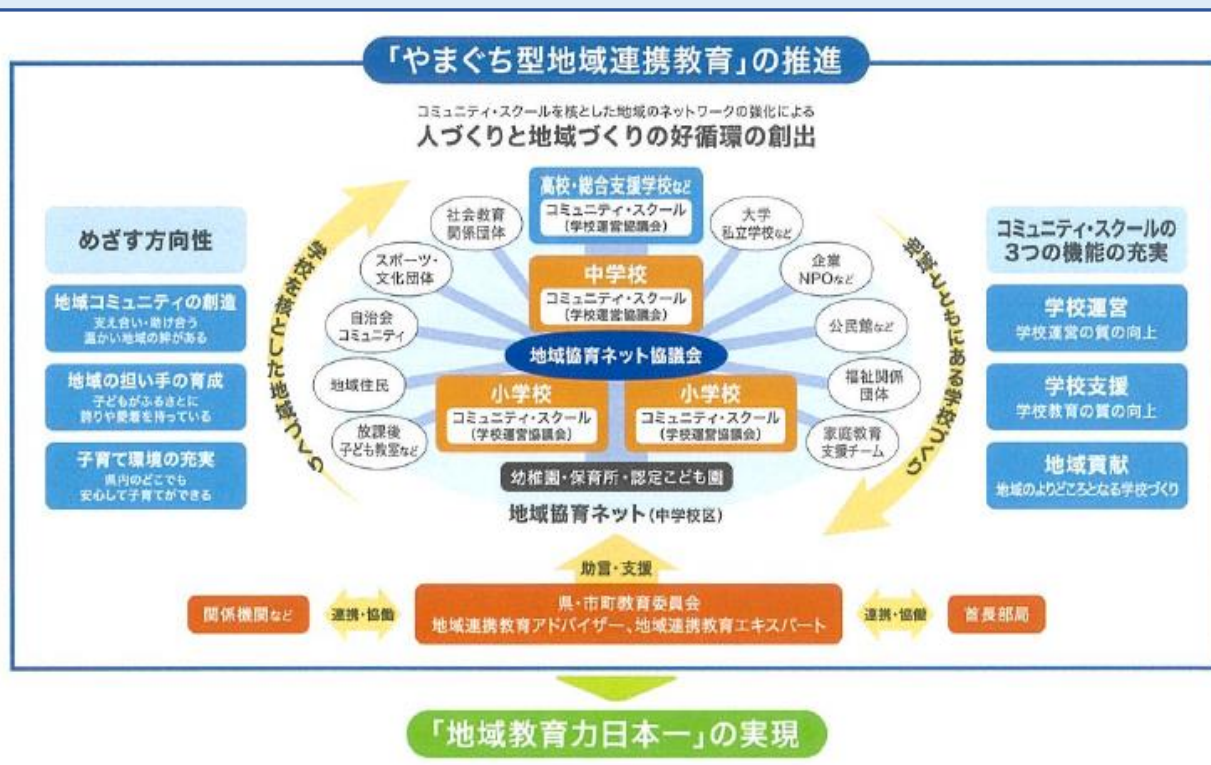 「やまぐち型地域連携教育」の推進
コミュニティ・スクールを核とした地域のネットワークの強化による
人づくりと地域づくりの好循環の創出
めざす方向性
地域コミュニティの創造
支え合い・助け合う
温かい地域の絆がある
地域の担い手の育成
子どもがふるさとに
誇りや愛着を持っている
子育て環境の充実
県内のどこでも
安心して子育てができる
学校を核とした地域づくり
社会教育
関係団体
スポーツ・
文化団体
自治会
コミュニティ
地域住民
放課後
子ども教室など
高校・総合支援学校など
コミュニティ・スクール
(学校運営協議会)
中学校
コミュニティ・スクール
(学校運営協議会)
地域協育ネット協議会
小学校
コミュニティ・スクール
(学校運営協議会)
小学校
コミュニティ・スクール
(学校運営協議会)
幼稚園・保育所・認定こども園
地域協育ネット(中学校区)
大学
私立学校など
企業
NPOなど
公民館など
福祉関係
団体
家庭教育
支援チーム
とともにある学校づくり
コミュニティ・スクールの
3つの機能の充実
学校運営
学校運営の質の向上
学校支援
学校教育の質の向上
地域貢献
地域のよりどころとなる学校づくり
助言・支援
関係機関など
連携・協働
県・市町教育委員会
地域連携教育アドバイザー、地域連携教育エキスパート
連携・協働
首長部局
「地域教育力日本一」の実現